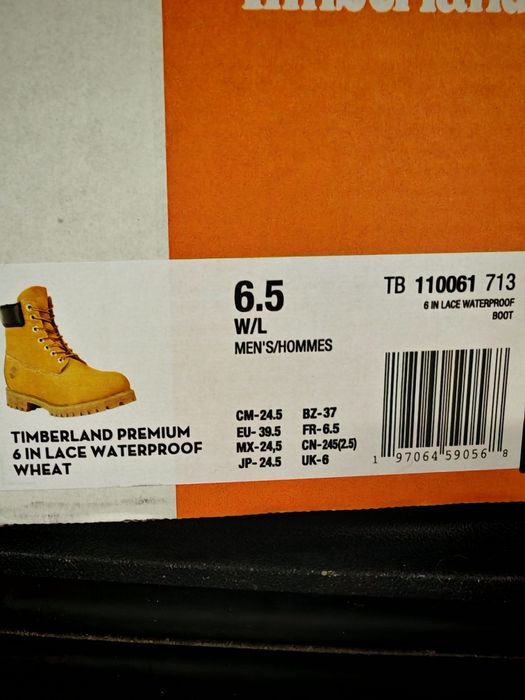 Timberland
6.5
W/L
MEN'S/HOMMES
TB 110061 713
6 IN LACE WATERPROOF
BOOT
TIMBERLAND PREMIUM
6 IN LACE WATERPROOF
WHEAT
CM-24.5 BZ-37
EU- 39.5 FR-6.5
MX-24,5 CN-245(2.5)
JP- 24.5 UK-6
1 97064 59056 8